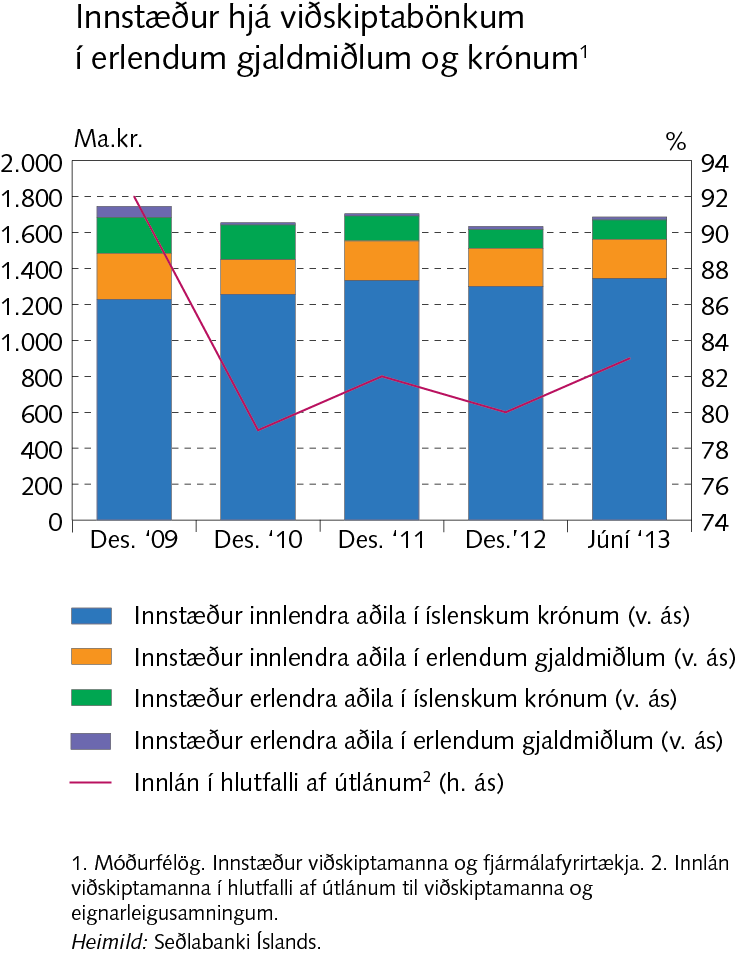 Innstæður hjá viðskiptabönkum
í erlendum gjaldmiðlum og krónum¹
Ma.kr. %
2.000 94
1.800 92
1.600 90
1.400 88
1.200 86
1.000 84
800 82
600 80
400 78
200 76
0 74
Des. ‘09 Des. ‘10 Des. ‘11 Des.’12 Júní ‘13
Innstæður innlendra aðila í íslenskum krónum (v. ás)
Innstæður innlendra aðila í erlendum gjaldmiðlum (v. ás)
Innstæður erlendra aðila í íslenskum krónum (v. ás)
Innstæður erlendra aðila í erlendum gjaldmiðlum (v. ás)
Innlán í hlutfalli af útlánum² (h. ás)
1. Móðurfélög. Innstæður viðskiptamanna og fjármálafyrirtækja. 2. Innlán
viðskiptamanna í hlutfalli af útlánum til viðskiptamanna og
eignarleigusamningum.
Heimild: Seðlabanki Íslands.